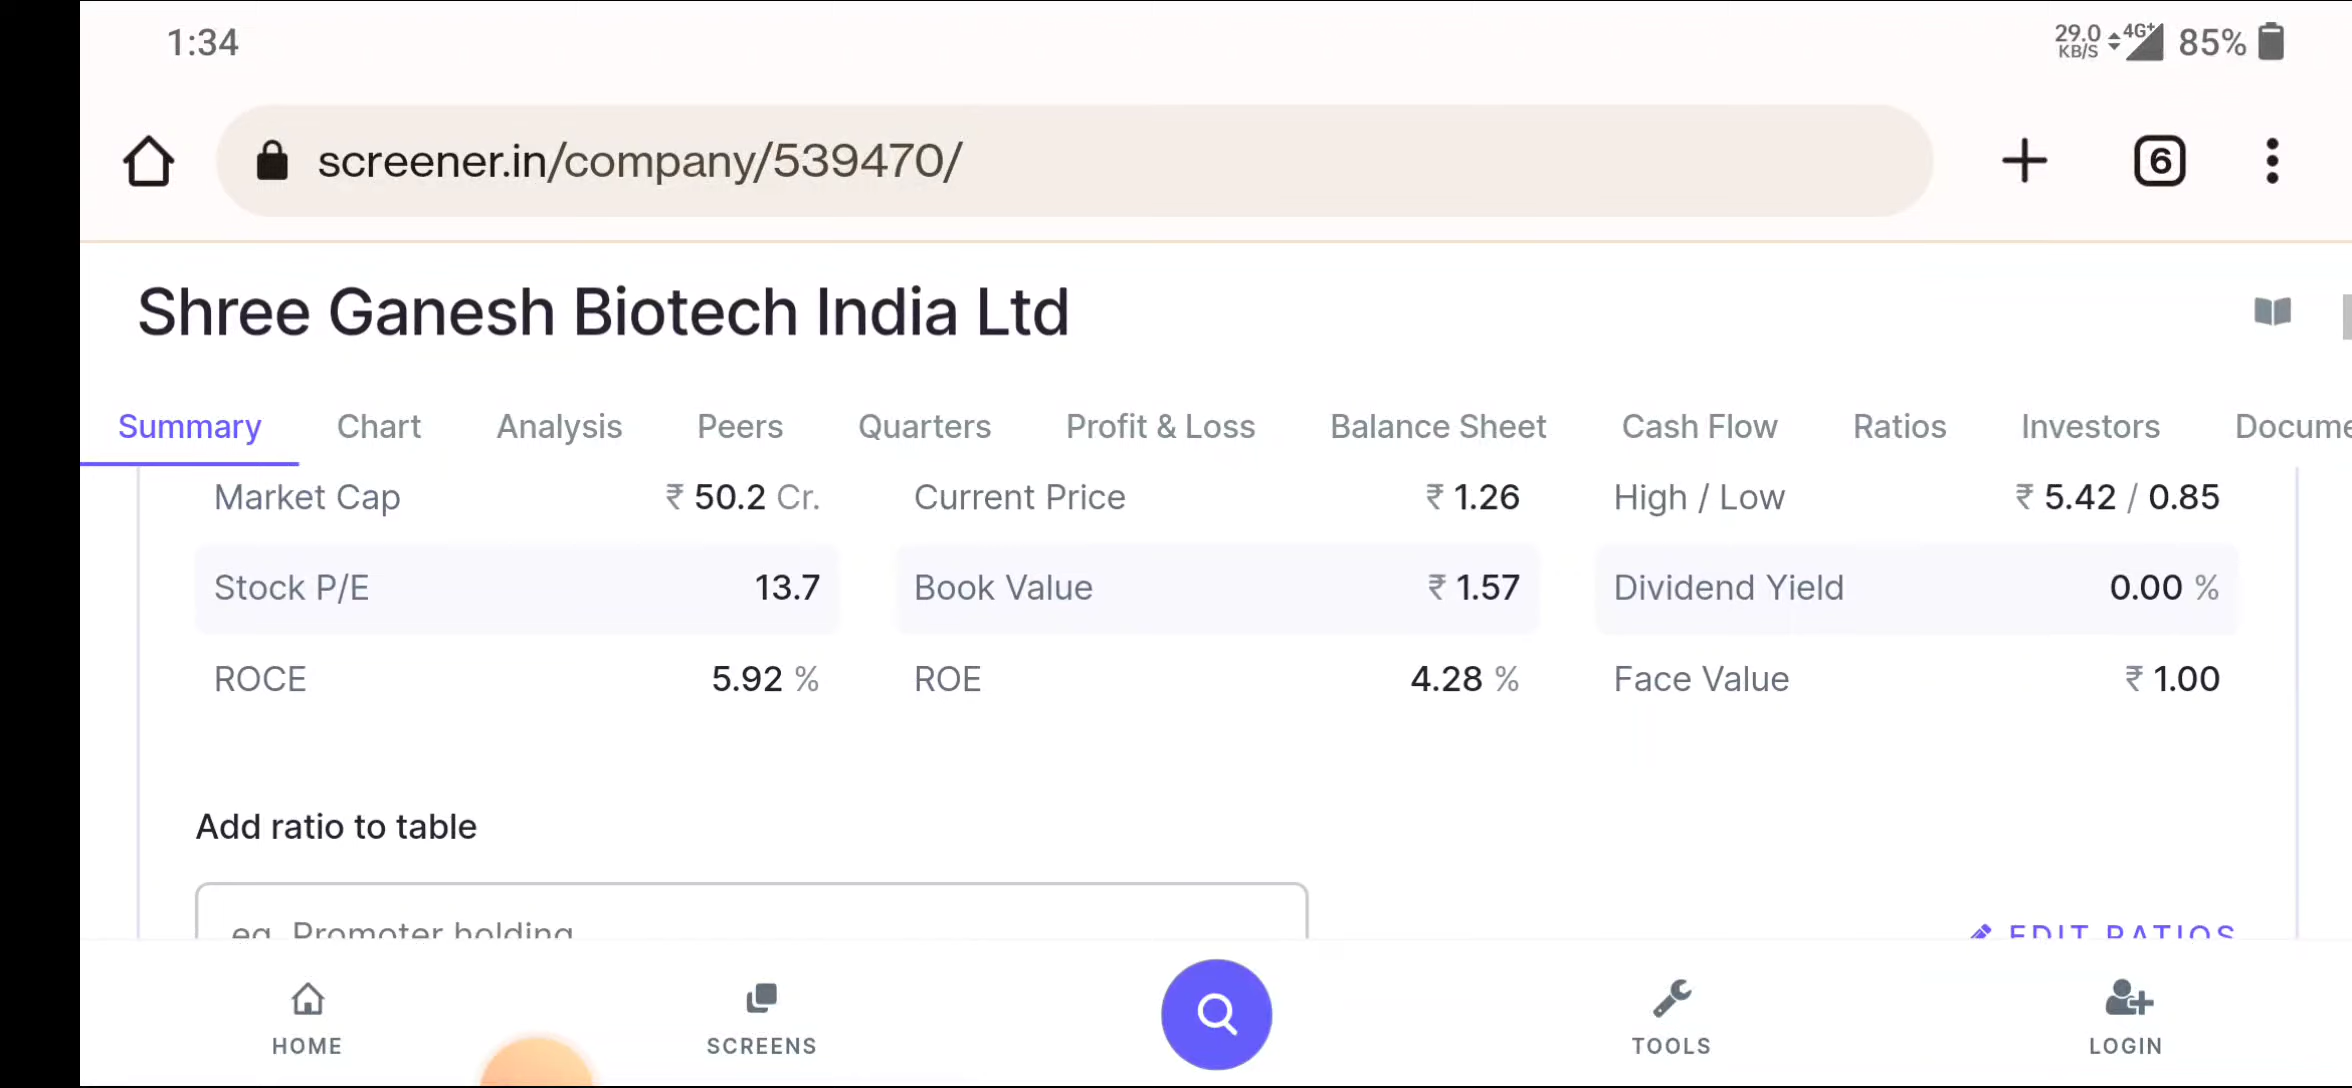 1:34
29.0 KB/S 4G+ 85%
screener.in/company/539470/
6
Shree Ganesh Biotech India Ltd
Summary Chart Analysis Peers Quarters Profit & Loss Balance Sheet Cash Flow Ratios Investors Docume
Market Cap ₹ 50.2 Cr. Current Price ₹ 1.26 High / Low ₹ 5.42 / 0.85
Stock P/E 13.7 Book Value ₹ 1.57 Dividend Yield 0.00 %
ROCE 5.92 % ROE 4.28 % Face Value ₹ 1.00
Add ratio to table
eg. Promoter holding
EDIT RATIOS
HOME SCREENS TOOLS LOGIN